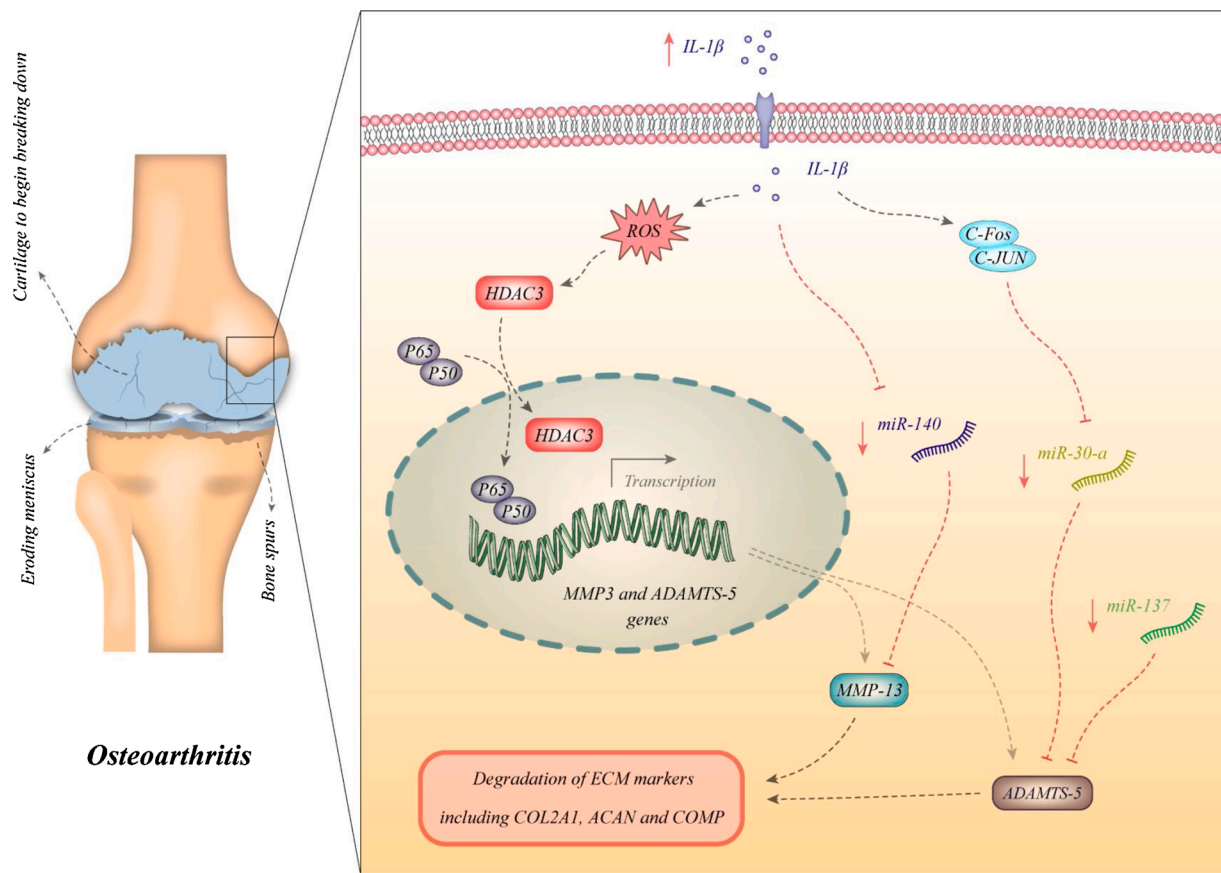 Cartilage to begin breaking down
Eroding meniscus
Bone spurs
Osteoarthritis
IL-1β
IL-1β
ROS
C-Fos
C-JUN
HDAC3
P65
P50
HDAC3
P65
P50
Transcription
MMP3 and ADAMTS-5
genes
miR-140
miR-30-a
miR-137
MMP-13
ADAMTS-5
Degradation of ECM markers
including COL2A1, ACAN and COMP